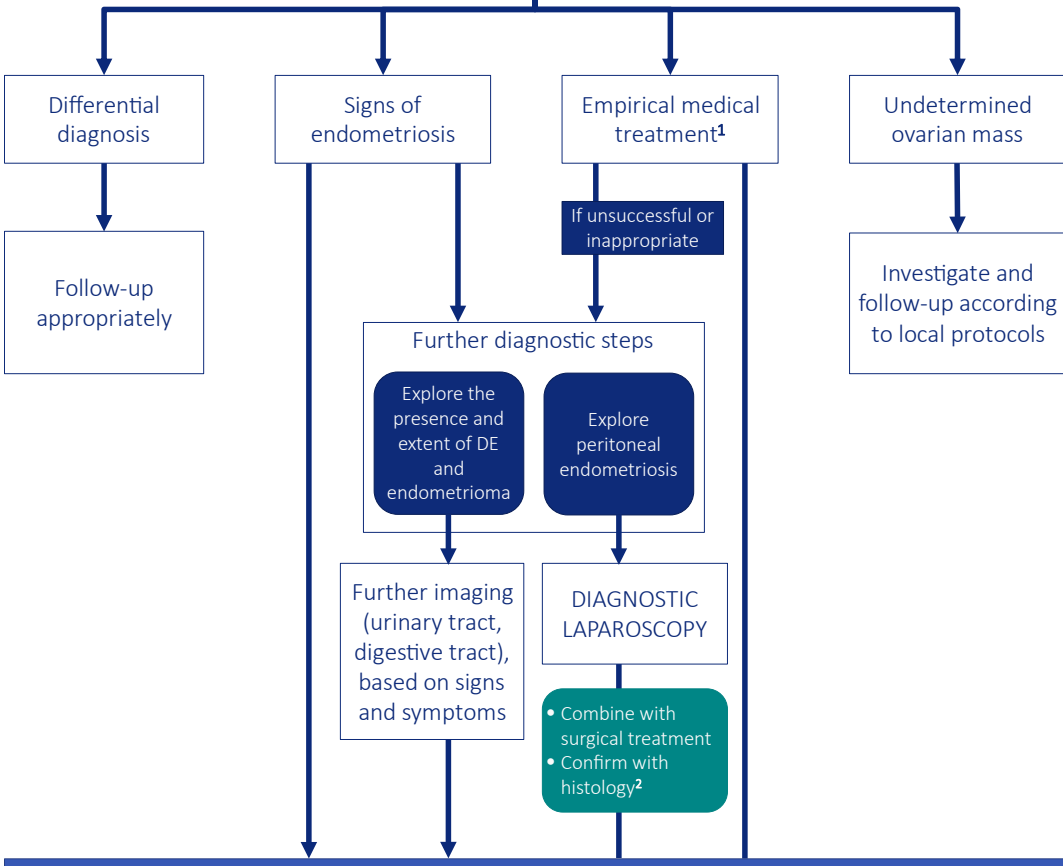 Differential
diagnosis
Signs of
endometriosis
Empirical medical
treatment1
Undetermined
ovarian mass
If unsuccessful or
inappropriate
Follow-up
appropriately
Investigate and
follow-up according
to local protocols
Further diagnostic steps
Explore the
presence and
extent of DE
and
endometrioma
Explore
peritoneal
endometriosis
Further imaging
(urinary tract,
digestive tract),
based on signs
and symptoms
DIAGNOSTIC
LAPAROSCOPY
• Combine with
surgical treatment
• Confirm with
histology2